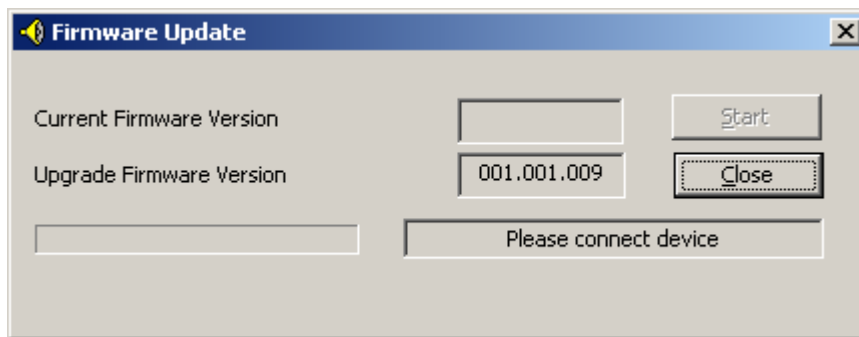 Firmware Update
Current Firmware Version
Start
Upgrade Firmware Version
001.001.009
Close
Please connect device